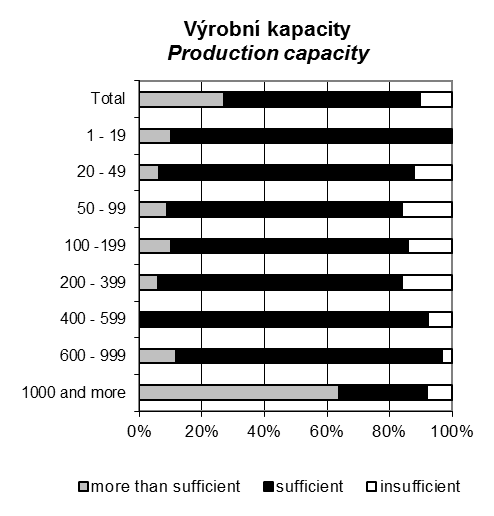 Výrobní kapacity
Production capacity
Total
1 - 19
20 - 49
50 - 99
100 -199
200 - 399
400 - 599
600 - 999
1000 and more
0% 20% 40% 60% 80% 100%
more than sufficient sufficient insufficient